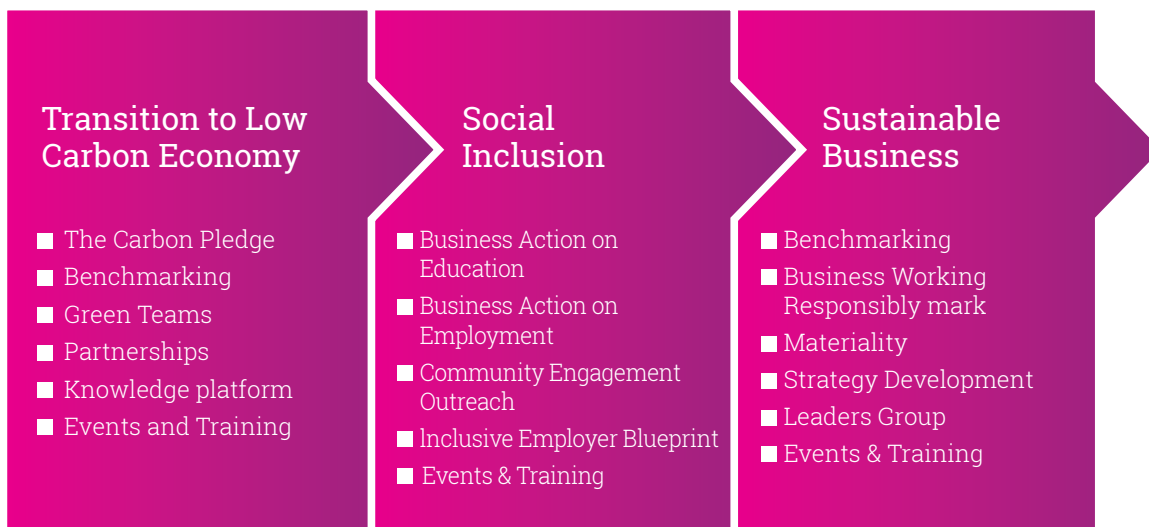 Transition to Low
Carbon Economy
The Carbon Pledge
Benchmarking
Green Teams
Partnerships
Knowledge platform
Events and Training
Social
Inclusion
Business Action on
Education
Business Action on
Employment
Community Engagement
Outreach
Inclusive Employer Blueprint
Events & Training
Sustainable
Business
Benchmarking
Business Working
Responsibly mark
Materiality
Strategy Development
Leaders Group
Events & Training